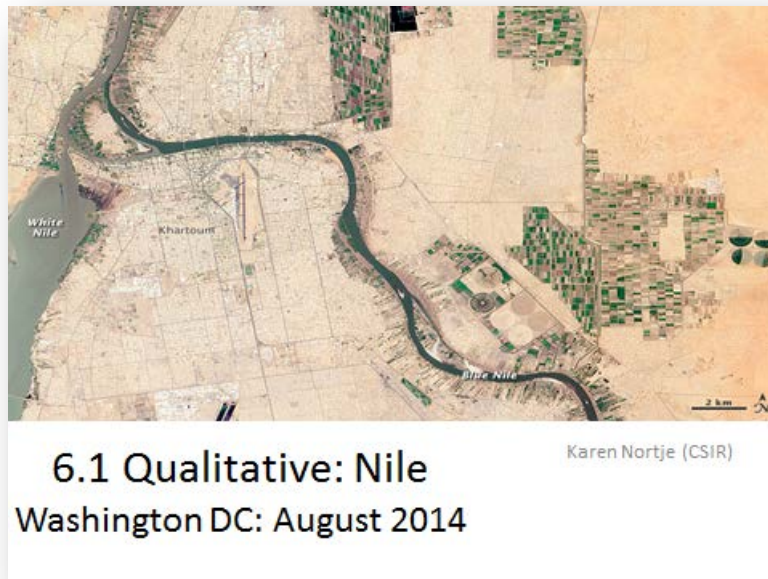 White
Nile
Khartoum
Blue Nile
2 km
N
6.1 Qualitative: Nile
Karen Nortje (CSIR)
Washington DC: August 2014